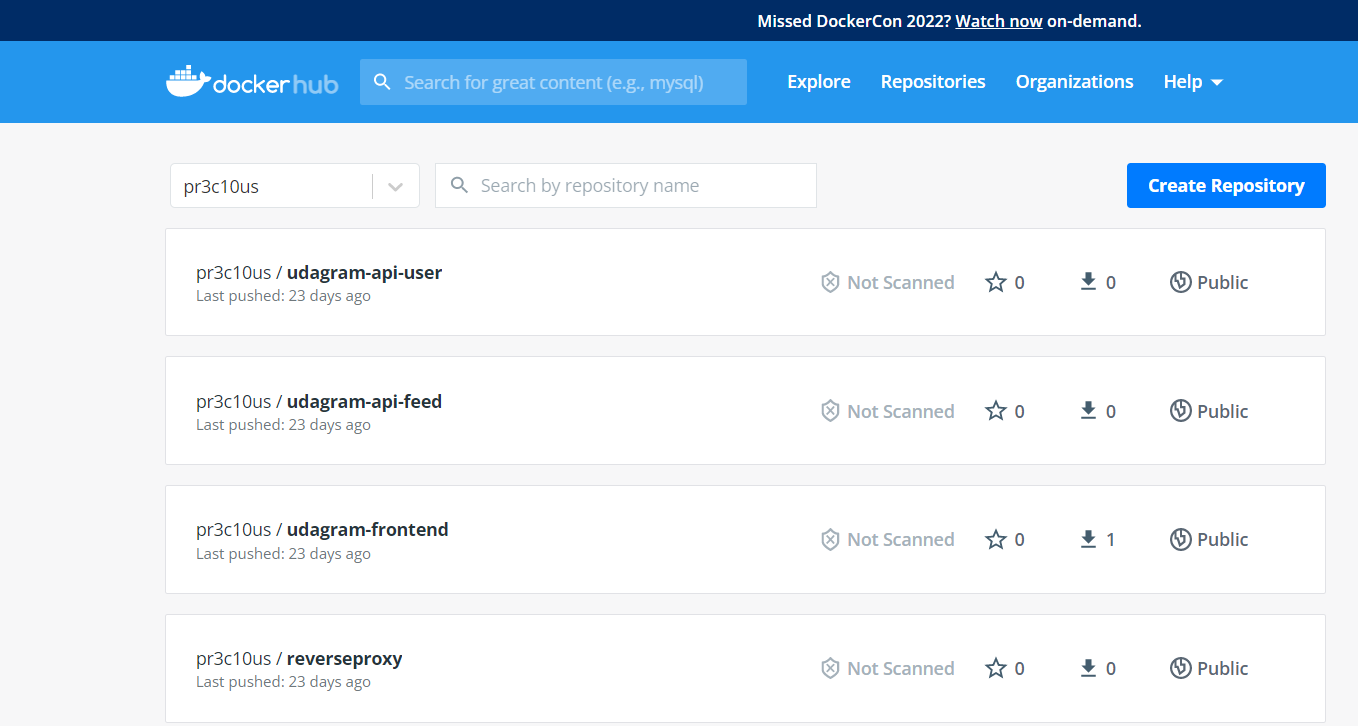 Missed DockerCon 2022? Watch now on-demand.
dockerhub Search for great content (e.g., mysql) Explore Repositories Organizations Help
pr3c10us Search by repository name Create Repository
pr3c10us / udagram-api-user
Last pushed: 23 days ago
Not Scanned 0 0 Public
pr3c10us / udagram-api-feed
Last pushed: 23 days ago
Not Scanned 0 0 Public
pr3c10us / udagram-frontend
Last pushed: 23 days ago
Not Scanned 0 1 Public
pr3c10us / reverseproxy
Last pushed: 23 days ago
Not Scanned 0 0 Public